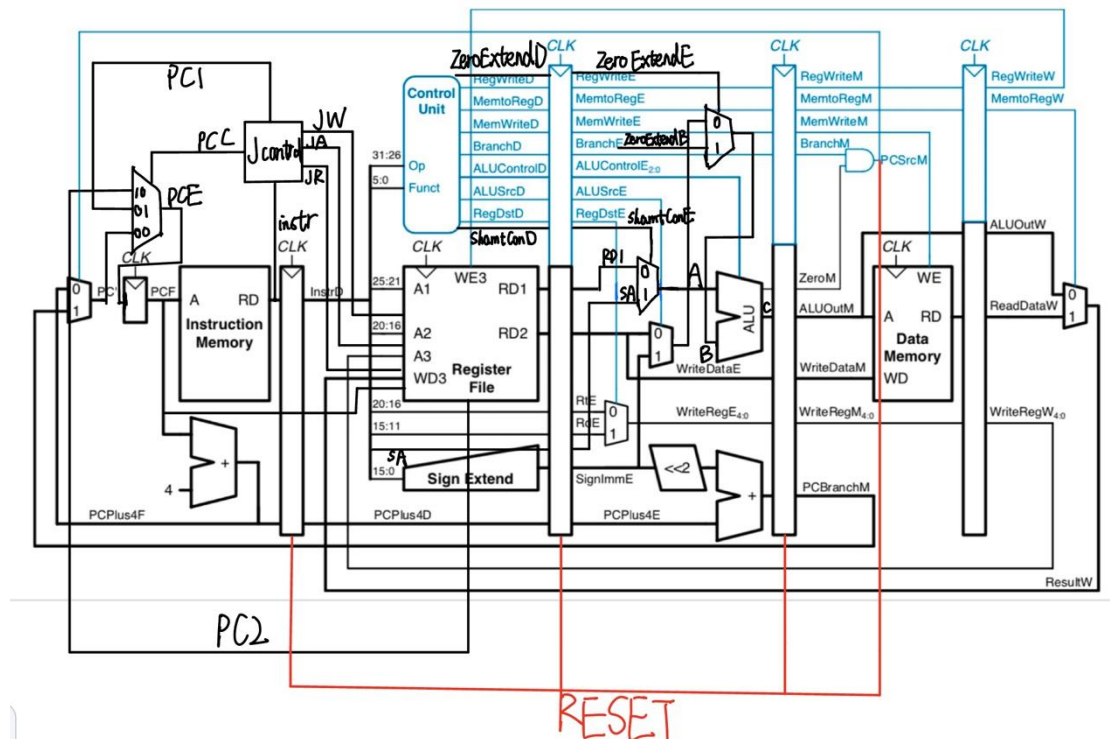 CLK
CLK
CLK
ZeroExtendD
ZeroExtendE
PC1
Control
Unit
RegWriteD
RegWriteE
RegWriteM
RegWriteW
MemtoRegD
MemtoRegE
MemtoRegM
MemtoRegW
MemWriteD
MemWriteE
MemWriteM
BranchD
BranchE
ZeroExtendB
BranchM
PCSrcM
ALUControlD
ALUControlE2:0
ALUSrcD
ALUSrcE
RegDstD
RegDstE
ShamtConD
ShamtConE
0
1
PCC
Jcontrol
JW
JA
JR
31:26
Op
5:0
Funct
10
01
00
PCE
instr
CLK
CLK
CLK
CLK
0
1
PC'
PCF
A
RD
Instruction
Memory
InstrD
25:21
A1
WE3
RD1
20:16
A2
RD2
A3
WD3
Register
File
RD1
SA
0
1
A
B
C
ALU
0
1
ZeroM
ALUOutM
ALUOutW
WE
A
RD
Data
Memory
WD
ReadDataW
0
1
WriteDataE
WriteDataM
20:16
RtE
0
15:11
RdE
1
WriteRegE4:0
WriteRegM4:0
WriteRegW4:0
SA
15:0
Sign Extend
SignImmE
<<2
+
PCBranchM
+
4
PCPlus4F
PCPlus4D
PCPlus4E
ResultW
PC2
RESET